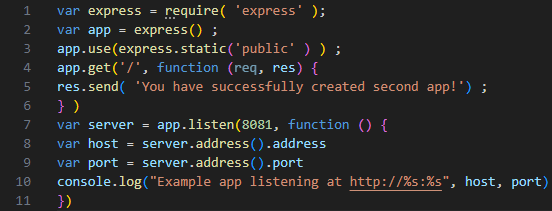 1 var express = require( 'express' );
2 var app = express() ;
3 app.use(express.static('public' ) ) ;
4 app.get('/', function (req, res) {
5 res.send( 'You have successfully created second app!') ;
6 } )
7 var server = app.listen(8081, function () {
8 var host = server.address().address
9 var port = server.address().port
10 console.log("Example app listening at http://%s:%s", host, port)
11 })